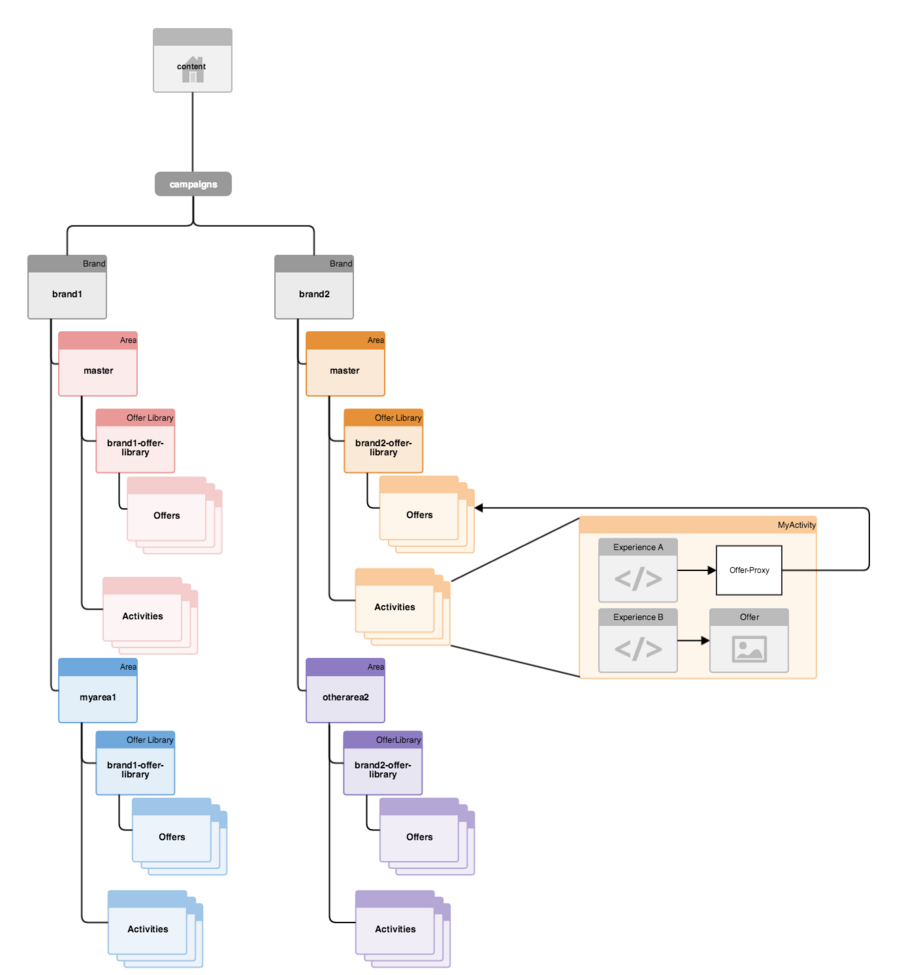 content
campaigns
Brand
brand1
Brand
brand2
Area
master
Area
master
Offer Library
brand1-offer-
library
Offer Library
brand2-offer-
library
Offers
Offers
MyActivity
Experience A
</>
Offer-Proxy
Activities
Activities
Experience B
</>
Offer
Area
myarea1
Area
otherarea2
Offer Library
brand1-offer-
library
OfferLibrary
brand2-offer-
library
Offers
Offers
Activities
Activities